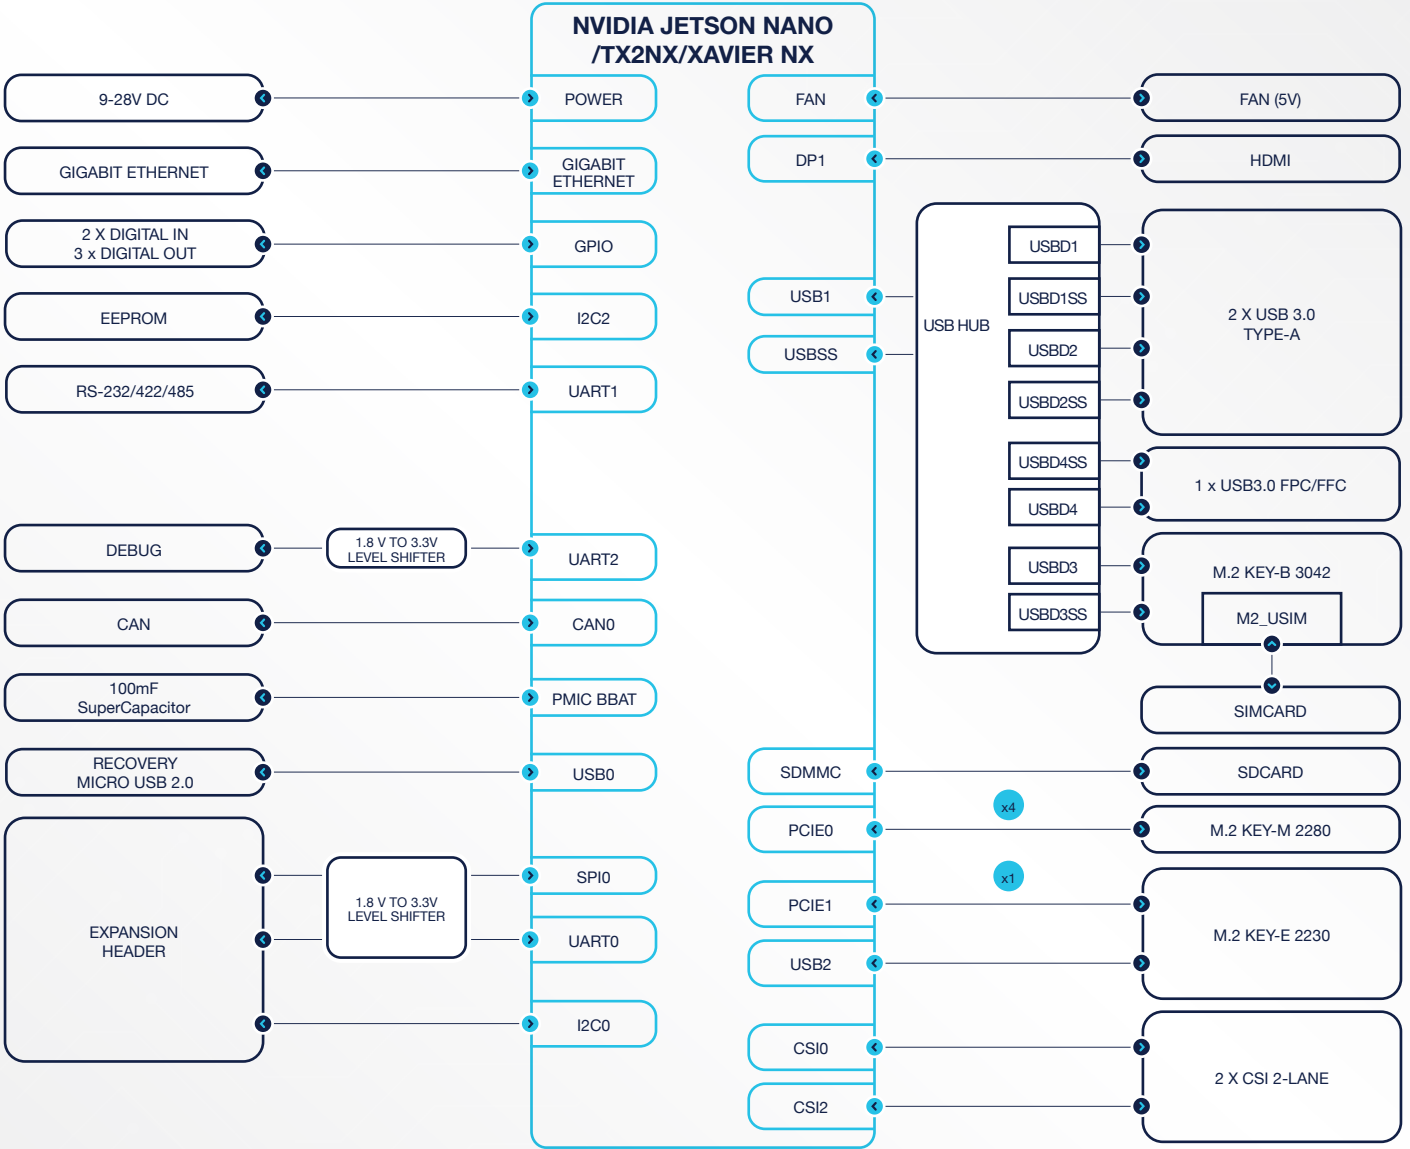 NVIDIA JETSON NANO
/TX2NX/XAVIER NX
9-28V DC
POWER
FAN
FAN (5V)
GIGABIT ETHERNET
GIGABIT
ETHERNET
DP1
HDMI
2 X DIGITAL IN
3 x DIGITAL OUT
GPIO
EEPROM
I2C2
RS-232/422/485
UART1
USB1
USBSS
USB HUB
USBD1
USBD1SS
USBD2
USBD2SS
USBD4SS
USBD4
USBD3
USBD3SS
2 X USB 3.0
TYPE-A
1 x USB3.0 FPC/FFC
M.2 KEY-B 3042
M2_USIM
SIMCARD
DEBUG
1.8 V TO 3.3V
LEVEL SHIFTER
UART2
CAN
CAN0
100mF
SuperCapacitor
PMIC BBAT
RECOVERY
MICRO USB 2.0
USB0
SDMMC
SDCARD
x4
PCIE0
M.2 KEY-M 2280
x1
PCIE1
USB2
M.2 KEY-E 2230
EXPANSION
HEADER
1.8 V TO 3.3V
LEVEL SHIFTER
SPI0
UART0
I2C0
CSI0
CSI2
2 X CSI 2-LANE